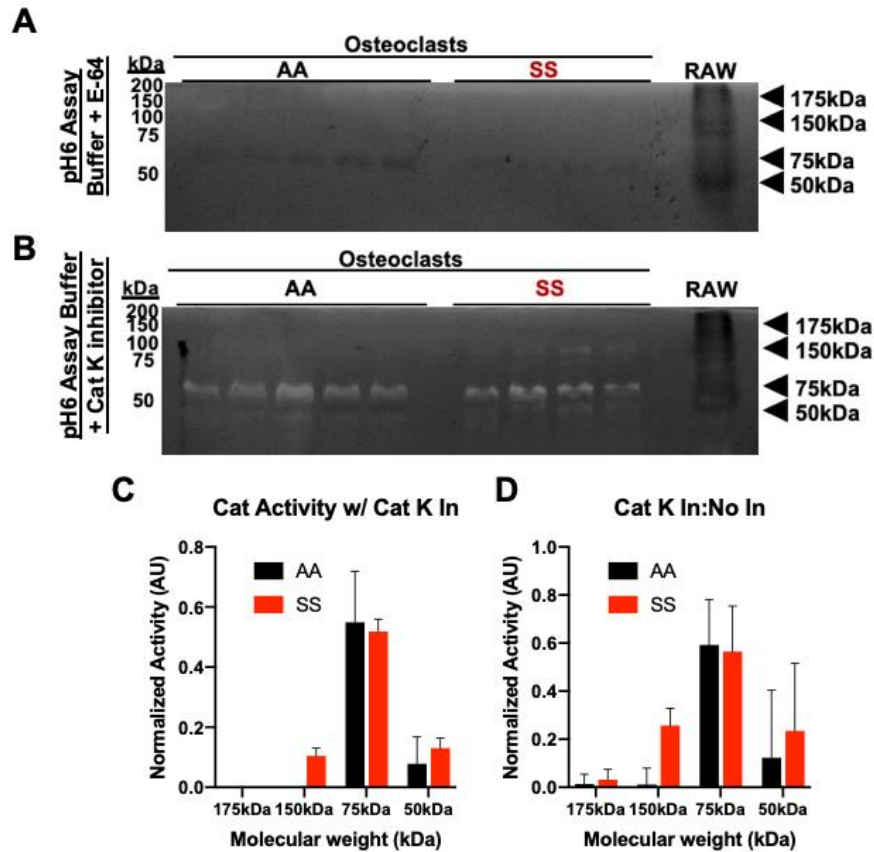 A
Osteoclasts
kDa
AA
SS
RAW
pH6 Assay
Buffer + E-64
200
150
100
75
50
175kDa
150kDa
75kDa
50kDa
B
Osteoclasts
kDa
AA
SS
RAW
pH6 Assay Buffer
+ Cat K inhibitor
200
150
100
75
50
175kDa
150kDa
75kDa
50kDa
C
Cat Activity w/ Cat K In
Normalized Activity (AU)
0.8
0.6
0.4
0.2
0.0
AA
SS
175kDa 150kDa 75kDa 50kDa
Molecular weight (kDa)
D
Cat K In:No In
Normalized Activity (AU)
1.0
0.8
0.6
0.4
0.2
0.0
AA
SS
175kDa 150kDa 75kDa 50kDa
Molecular weight (kDa)